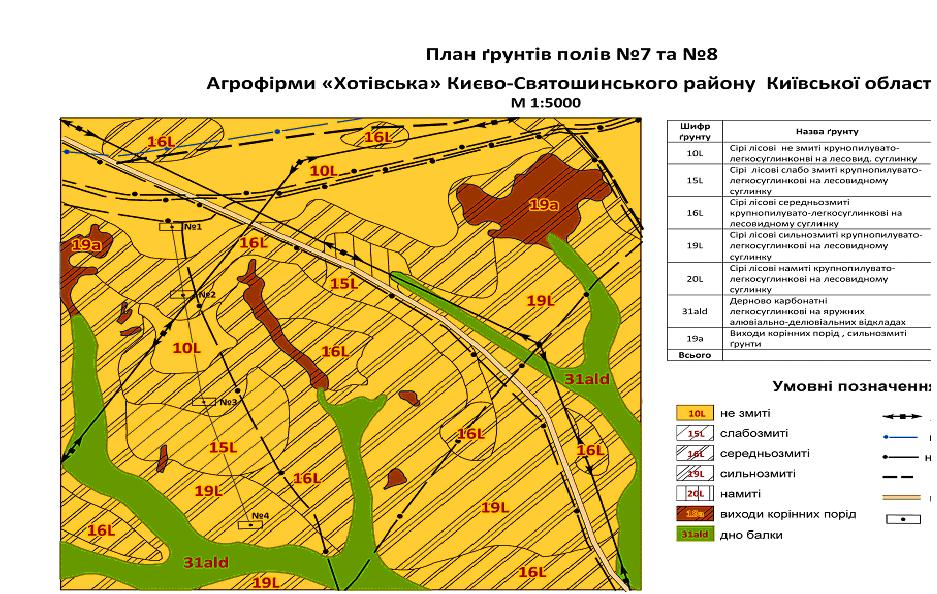 План ґрунтів полів №7 та №8
Агрофірми «Хотівська» Києво-Святошинського району Київської област
М 1:5000
Шифр ґрунту
Назва ґрунту
10L
Сірі лісові не змиті крупнопилувато-
легкосуглинкові на лесовид. суглинку
15L
Сірі лісові слабо змиті крупнопилувато-
легкосуглинкові на лесовидному
суглинку
16L
Сірі лісові середньозмиті
крупнопилувато-легкосуглинкові на
лесовидному суглинку
19L
Сірі лісові сильнозмиті крупнопилувато-
легкосуглинкові на лесовидному
суглинку
20L
Сірі лісові намиті крупнопилувато-
легкосуглинкові на лесовидному
суглинку
31ald
Дерново карбонатні
легкосуглинкові на яружних
алювіально-делювіальних відкладах
19a
Виходи корінних порід , сильнозмиті
ґрунти
Всього
Умовні позначення
10L не змиті
15L слабозмиті
16L середньозмиті
19L сильнозмиті
20L намиті
19a виходи корінних порід
31ald дно балки
16L
16L
10L
19a
№1
19a
16L
15L
19L
№2
10L
16L
31ald
№3
15L
16L
16L
16L
19L
19L
№4
16L
31ald
19L
16L